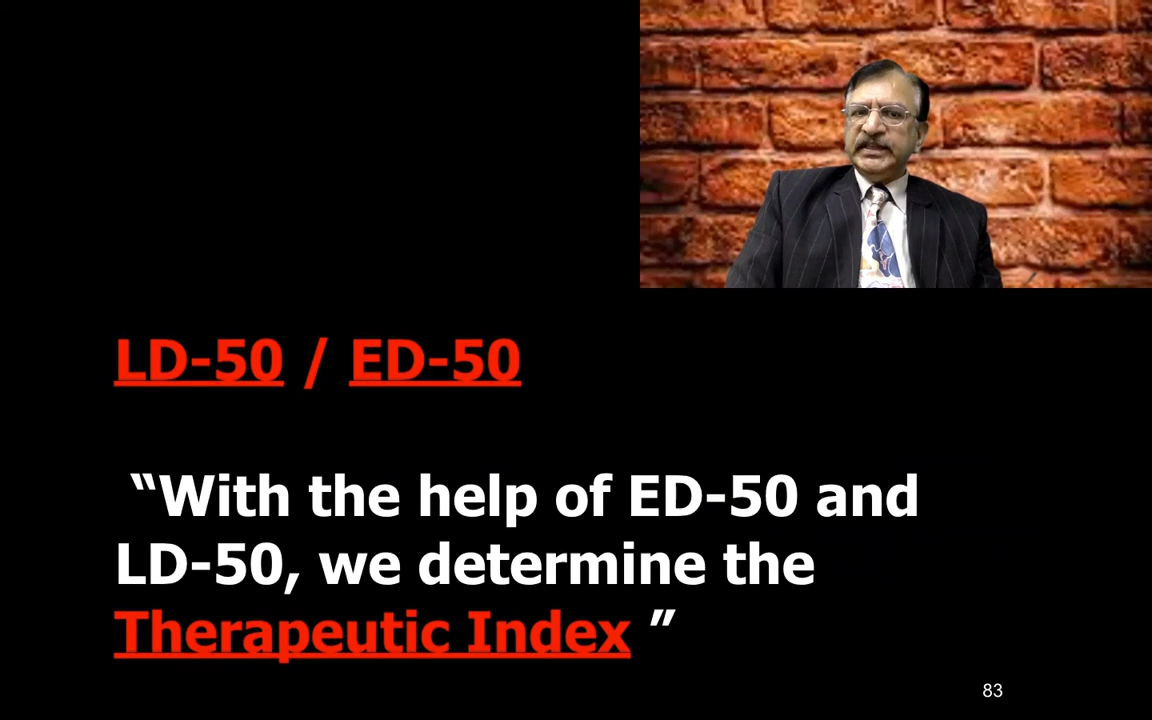 LD-50 / ED-50
“With the help of ED-50 and
LD-50, we determine the
Therapeutic Index ”
83